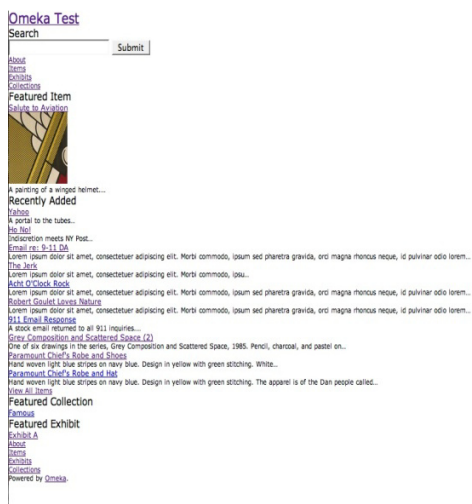 Omeka Test
Search
Submit
About
Items
Exhibits
Collections
Featured Item
Salute to Aviation
A painting of a winged helmet...
Recently Added
Yahoo
A portal to the tubes...
Ho No!
Indiscretion meets NY Post...
Email re: 9-11 DA
Lorem ipsum dolor sit amet, consectetuer adipiscing elit. Morbi commodo, ipsum sed pharetra gravida, orci magna rhoncus neque, id pulvinar odio lorem...
The Jerk
Lorem ipsum dolor sit amet, consectetuer adipiscing elit. Morbi commodo, ipsu...
Acht O'Clock Rock
Lorem ipsum dolor sit amet, consectetuer adipiscing elit. Morbi commodo, ipsum sed pharetra gravida, orci magna rhoncus neque, id pulvinar odio lorem...
Robert Goulet Loves Nature
Lorem ipsum dolor sit amet, consectetuer adipiscing elit. Morbi commodo, ipsum sed pharetra gravida, orci magna rhoncus neque, id pulvinar odio lorem...
911 Email Response
A stock email returned to all 911 inquiries....
Grey Composition and Scattered Space (2)
One of six drawings in the series, Grey Composition and Scattered Space, 1985. Pencil, charcoal, and pastel on...
Paramount Chief's Robe and Shoes
Hand woven light blue stripes on navy blue. Design in yellow with green stitching. White...
Paramount Chief's Robe and Hat
Hand woven light blue stripes on navy blue. Design in yellow with green stitching. The apparel is of the Dan people called...
View All Items
Featured Collection
Famous
Featured Exhibit
Exhibit A
About
Items
Exhibits
Collections
Powered by Omeka.